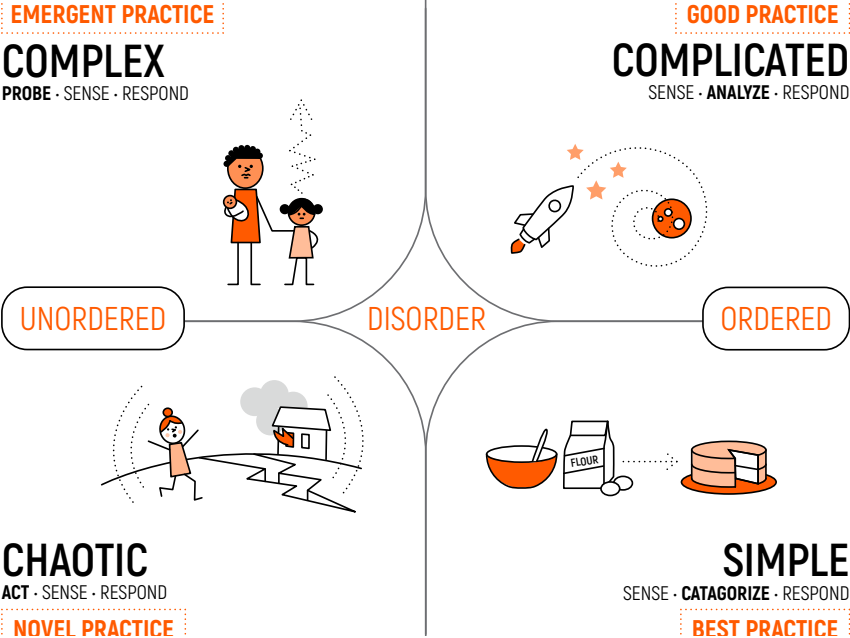 EMERGENT PRACTICE
COMPLEX
PROBE · SENSE · RESPOND
GOOD PRACTICE
COMPLICATED
SENSE · ANALYZE · RESPOND
UNORDERED
DISORDER
ORDERED
FLOUR
CHAOTIC
ACT · SENSE · RESPOND
NOVEL PRACTICE
SIMPLE
SENSE · CATAGORIZE · RESPOND
BEST PRACTICE